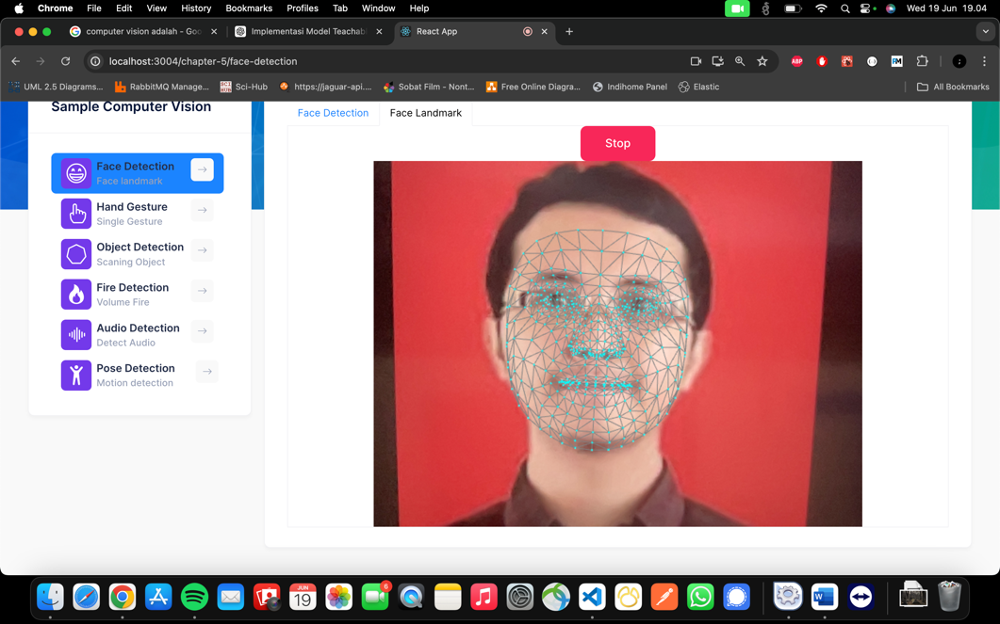 Chrome File Edit View History Bookmarks Profiles Tab Window Help Wed 19 Jun 19.04
computer vision adalah - Goo
Implementasi Model Teachab
React App
localhost:3004/chapter-5/face-detection
ABP
UML 2.5 Diagrams...
RabbitMQ Manage...
Sci-Hub
https://jaguar-api....
Sobat Film - Nont...
Free Online Diagra...
Indihome Panel
Elastic
All Bookmarks
Sample Computer Vision
Face Detection
Face landmark
Hand Gesture
Single Gesture
Object Detection
Scaning Object
Fire Detection
Volume Fire
Audio Detection
Detect Audio
Pose Detection
Motion detection
Face Detection
Face Landmark
Stop
JUN
19
6